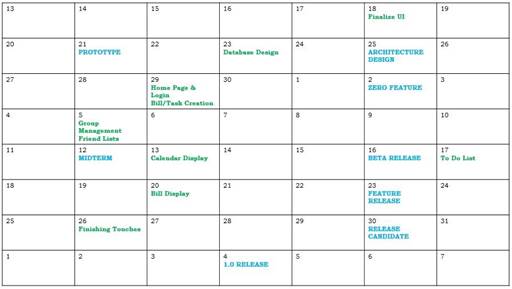 13 14 15 16 17 18 19
Finalize UI
20 21 22 23 24 25 26
PROTOTYPE Database Design ARCHITECTURE
DESIGN
27 28 29 30 1 2 3
Home Page & ZERO FEATURE
Login
Bill/Task Creation
4 5 6 7 8 9 10
Group
Management
Friend Lists
11 12 13 14 15 16 17
MIDTERM Calendar Display BETA RELEASE To Do List
18 19 20 21 22 23 24
Bill Display FEATURE
RELEASE
25 26 27 28 29 30 31
Finishing Touches RELEASE
CANDIDATE
1 2 3 4 5 6 7
1.0 RELEASE